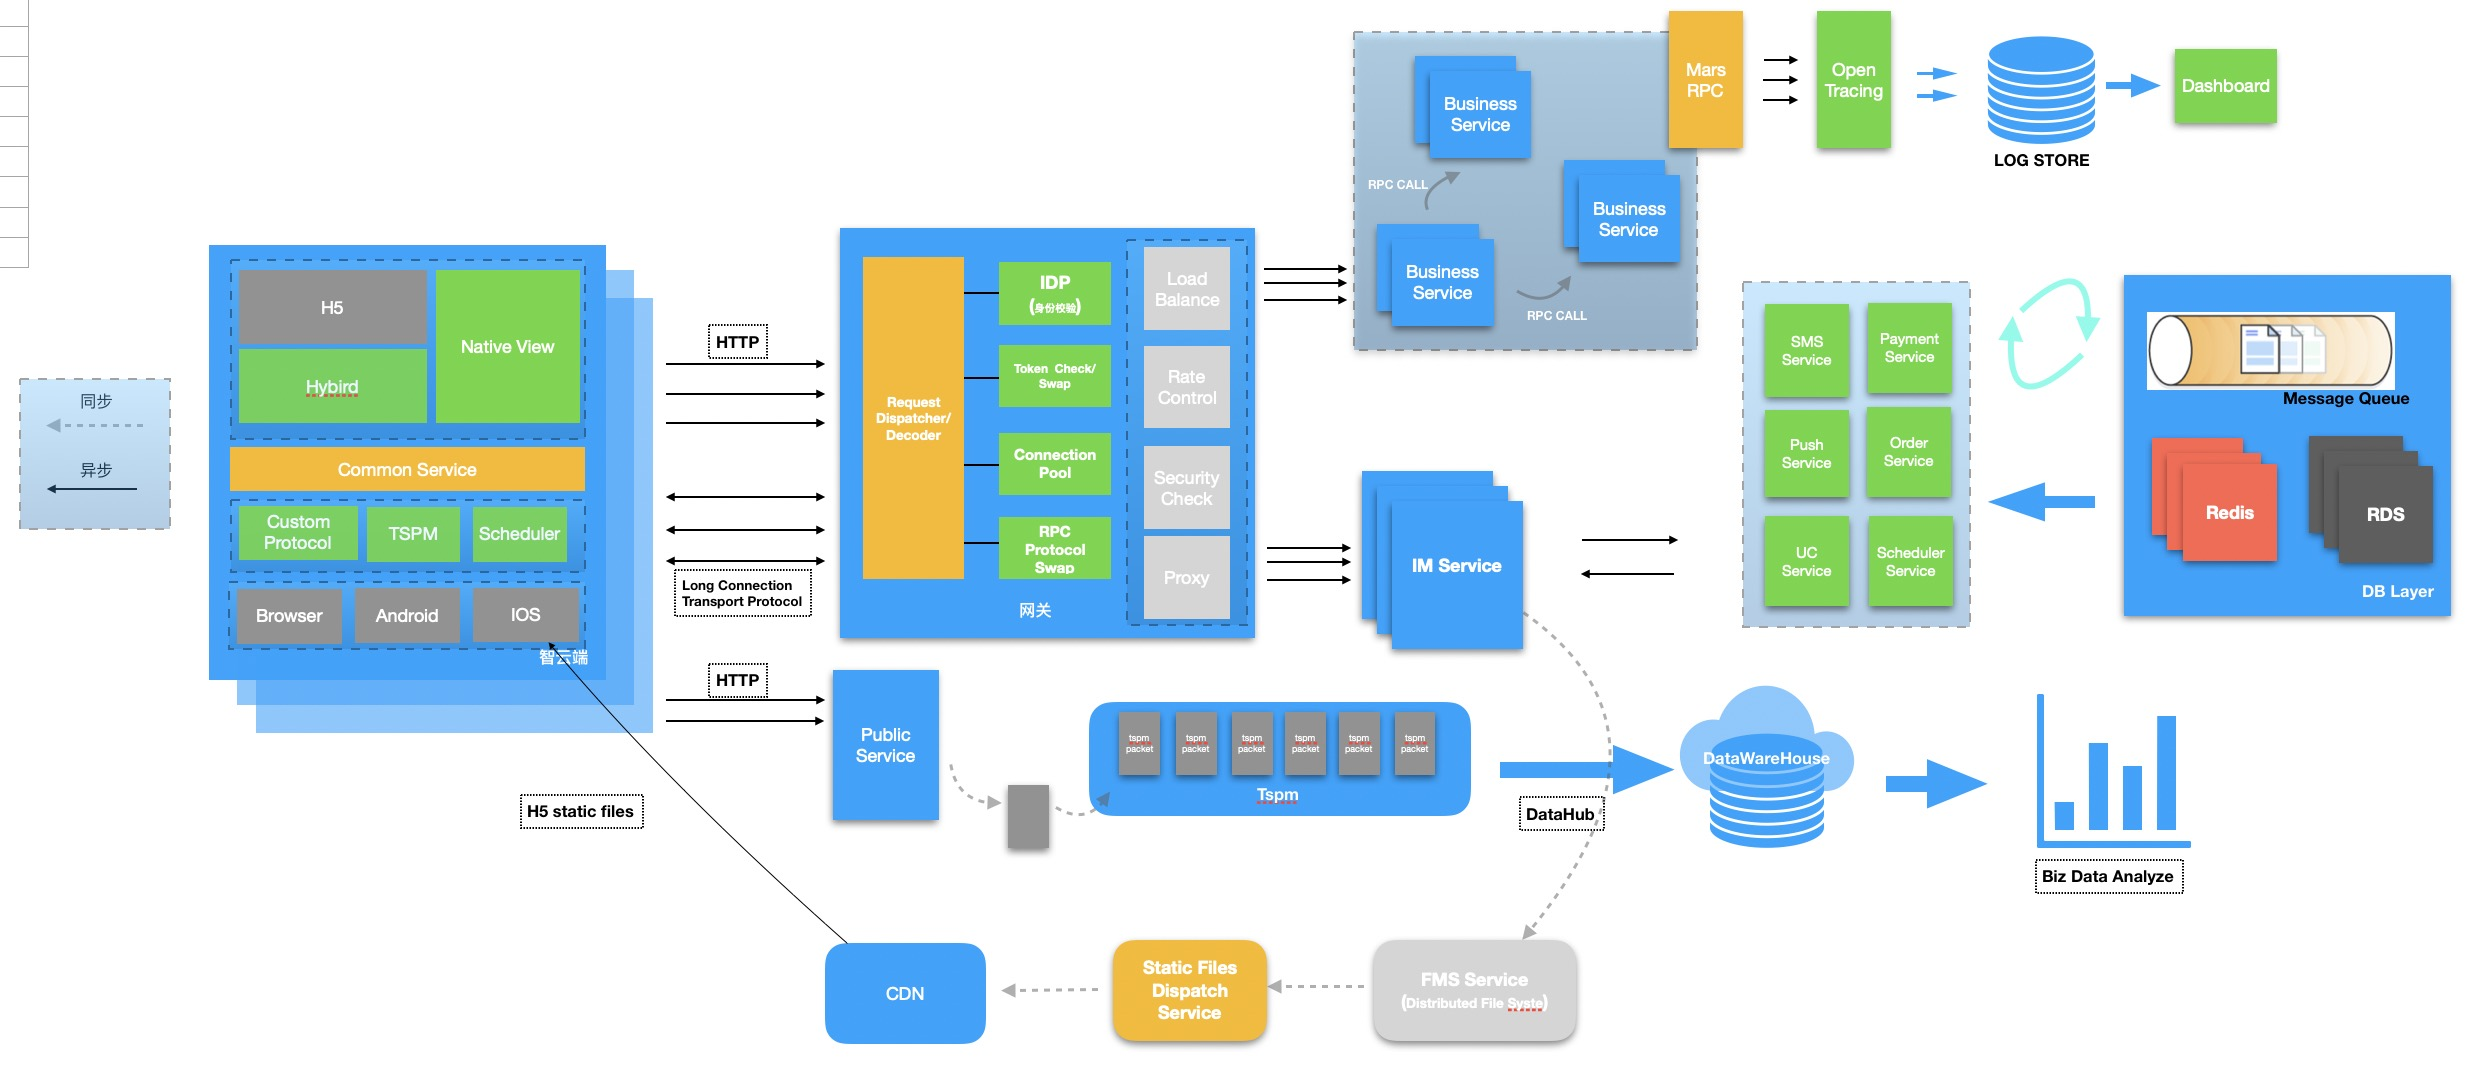 同步
异步
H5
Hybird
Native View
Common Service
Custom
Protocol
TSPM
Scheduler
Browser
Android
IOS
智云端
HTTP
Long Connection
Transport Protocol
HTTP
H5 static files
Request
Dispatcher/
Decoder
IDP
(身份校验)
Token Check/
Swap
Connection
Pool
RPC
Protocol
Swap
网关
Load
Balance
Rate
Control
Security
Check
Proxy
Business
Service
RPC CALL
Business
Service
Business
Service
RPC CALL
Mars
RPC
Open
Tracing
LOG STORE
Dashboard
IM Service
SMS
Service
Payment
Service
Push
Service
Order
Service
UC
Service
Scheduler
Service
Message Queue
Redis
RDS
DB Layer
Public
Service
tspm
packet
tspm
packet
tspm
packet
tspm
packet
tspm
packet
tspm
packet
Tspm
DataHub
DataWareHouse
Biz Data Analyze
CDN
Static Files
Dispatch
Service
FMS Service
(Distributed File Syste)